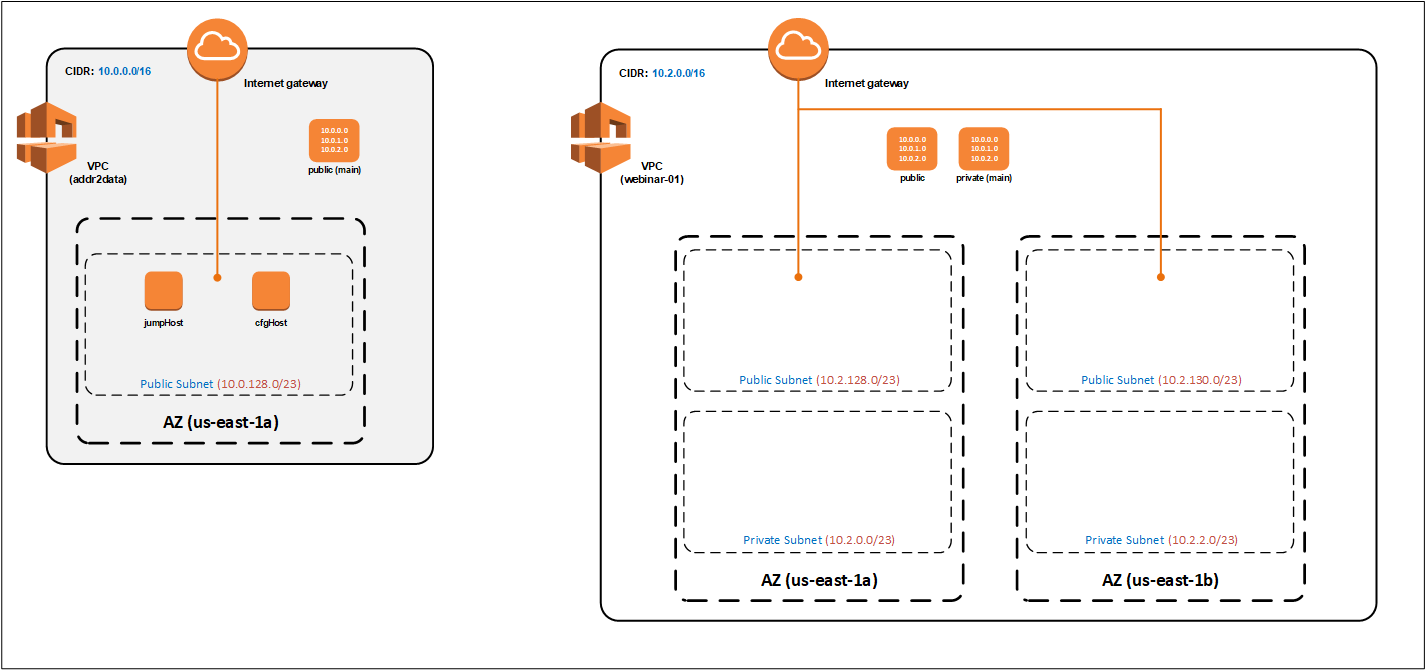 CIDR: 10.0.0.0/16
Internet gateway
10.0.0.0
10.0.1.0
10.0.2.0
public (main)
VPC
(addr2data)
jumpHost
cfgHost
Public Subnet (10.0.128.0/23)
AZ (us-east-1a)
CIDR: 10.2.0.0/16
Internet gateway
10.0.0.0
10.0.1.0
10.0.2.0
public
10.0.0.0
10.0.1.0
10.0.2.0
private (main)
VPC
(webinar-01)
Public Subnet (10.2.128.0/23)
Private Subnet (10.2.0.0/23)
AZ (us-east-1a)
Public Subnet (10.2.130.0/23)
Private Subnet (10.2.2.0/23)
AZ (us-east-1b)